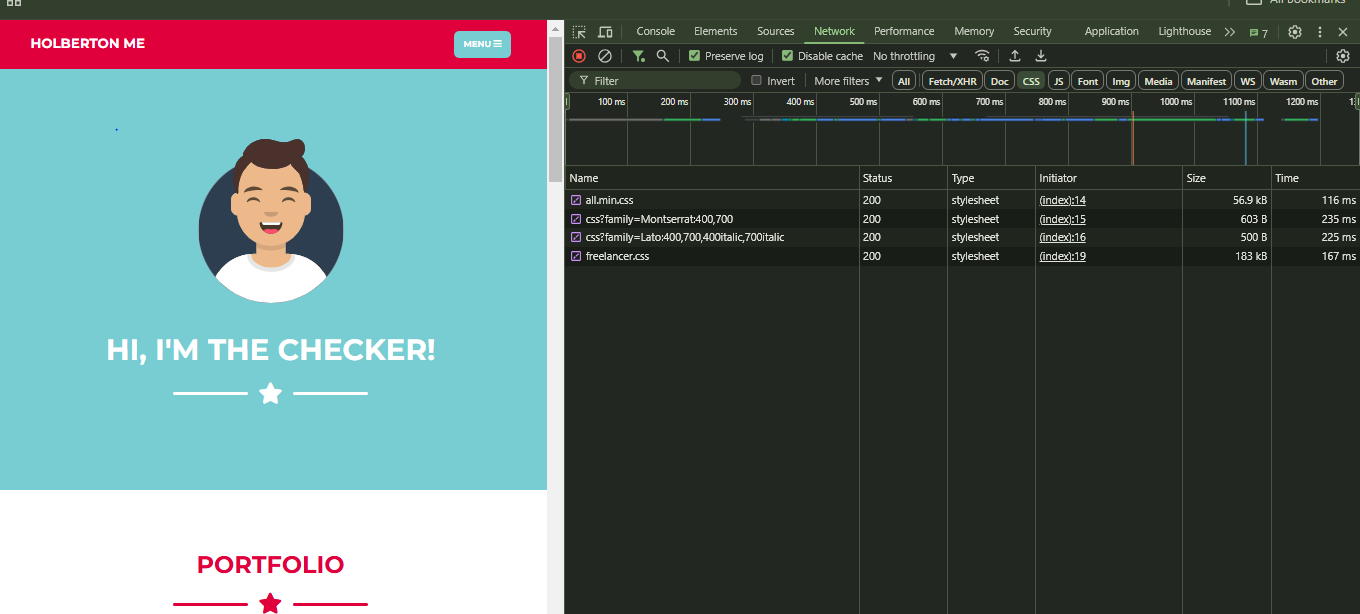 All Bookmarks
HOLBERTON ME
MENU
HI, I'M THE CHECKER!
PORTFOLIO
Console Elements Sources Network Performance Memory Security Application Lighthouse 7
Preserve log Disable cache No throttling
Filter Invert More filters All Fetch/XHR Doc CSS JS Font Img Media Manifest WS Wasm Other
100 ms 200 ms 300 ms 400 ms 500 ms 600 ms 700 ms 800 ms 900 ms 1000 ms 1100 ms 1200 ms
Name Status Type Initiator Size Time
all.min.css 200 stylesheet (index):14 56.9 kB 116 ms
css?family=Montserrat:400,700 200 stylesheet (index):15 603 B 235 ms
css?family=Lato:400,700,400italic,700italic 200 stylesheet (index):16 500 B 225 ms
freelancer.css 200 stylesheet (index):19 183 kB 167 ms